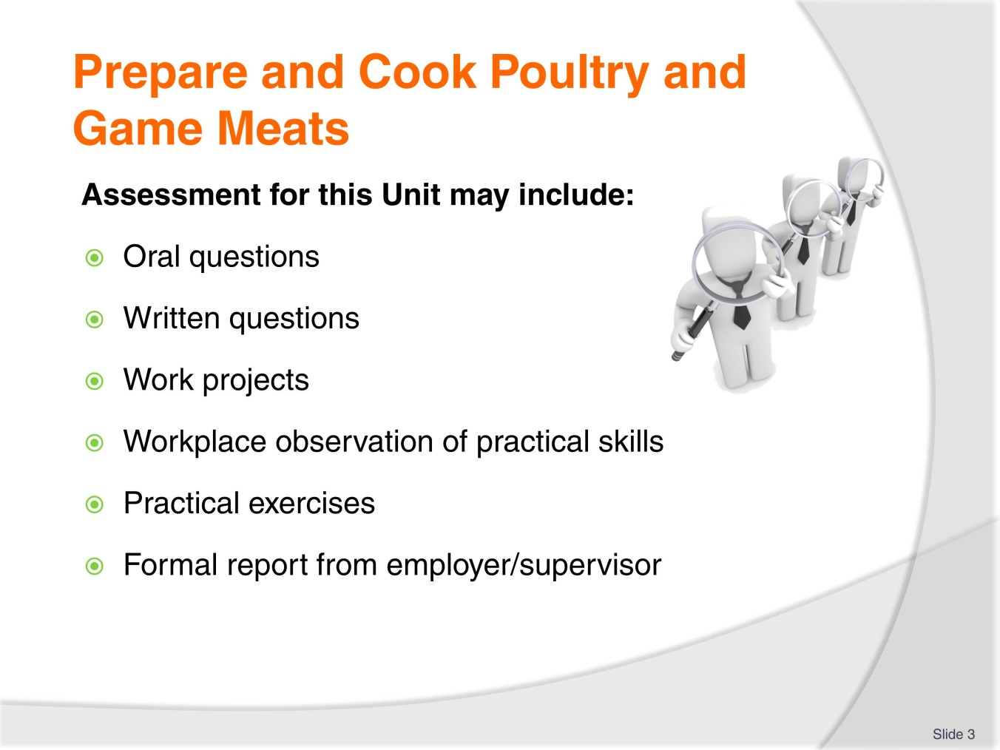 Prepare and Cook Poultry and
Game Meats
Assessment for this Unit may include:
Oral questions
Written questions
Work projects
Workplace observation of practical skills
Practical exercises
Formal report from employer/supervisor
Slide 3